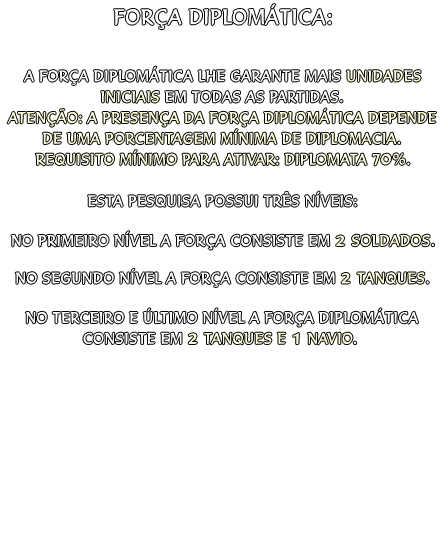 FORÇA DIPLOMÁTICA:
A FORÇA DIPLOMÁTICA LHE GARANTE MAIS UNIDADES
INICIAIS EM TODAS AS PARTIDAS.
ATENÇÃO: A PRESENÇA DA FORÇA DIPLOMÁTICA DEPENDE
DE UMA PORCENTAGEM MÍNIMA DE DIPLOMACIA.
REQUISITO MÍNIMO PARA ATIVAR: DIPLOMATA 70%.
ESTA PESQUISA POSSUI TRÊS NÍVEIS:
NO PRIMEIRO NÍVEL A FORÇA CONSISTE EM 2 SOLDADOS.
NO SEGUNDO NÍVEL A FORÇA CONSISTE EM 2 TANQUES.
NO TERCEIRO E ÚLTIMO NÍVEL A FORÇA DIPLOMÁTICA
CONSISTE EM 2 TANQUES E 1 NAVIO.